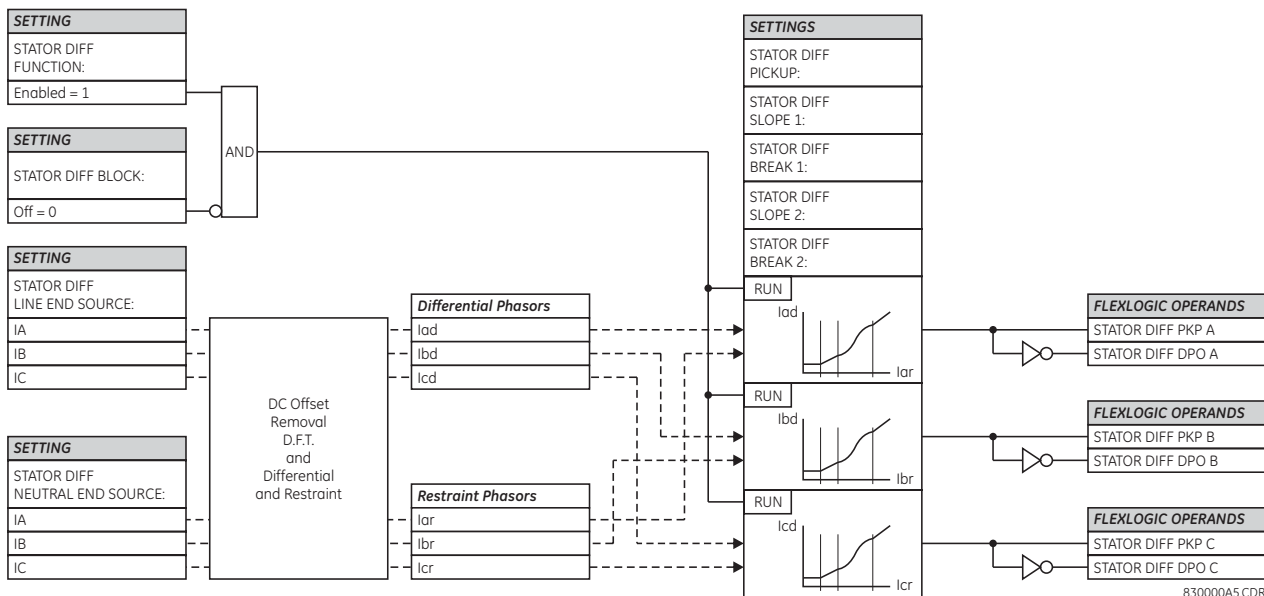 SETTING
STATOR DIFF
FUNCTION:
Enabled = 1
SETTING
STATOR DIFF BLOCK:
Off = 0
AND
SETTING
STATOR DIFF
LINE END SOURCE:
IA
IB
IC
SETTING
STATOR DIFF
NEUTRAL END SOURCE:
IA
IB
IC
DC Offset
Removal
D.F.T.
and
Differential
and Restraint
Differential Phasors
Iad
Ibd
Icd
Restraint Phasors
Iar
Ibr
Icr
SETTINGS
STATOR DIFF
PICKUP:
STATOR DIFF
SLOPE 1:
STATOR DIFF
BREAK 1:
STATOR DIFF
SLOPE 2:
STATOR DIFF
BREAK 2:
RUN
Iad
Iar
RUN
Ibd
Ibr
RUN
Icd
Icr
FLEXLOGIC OPERANDS
STATOR DIFF PKP A
STATOR DIFF DPO A
FLEXLOGIC OPERANDS
STATOR DIFF PKP B
STATOR DIFF DPO B
FLEXLOGIC OPERANDS
STATOR DIFF PKP C
STATOR DIFF DPO C
830000A5.CDR